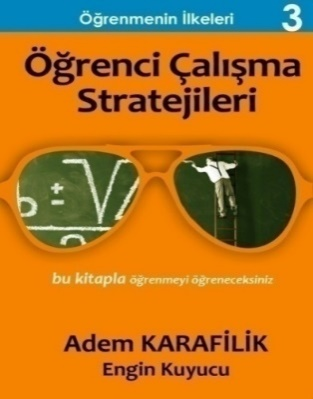 Öğrenmenin İlkeleri 3
Öğrenci Çalışma
Stratejileri
b ± √
bu kitapla öğrenmeyi öğreneceksiniz
Adem KARAFİLİK
Engin Kuyucu